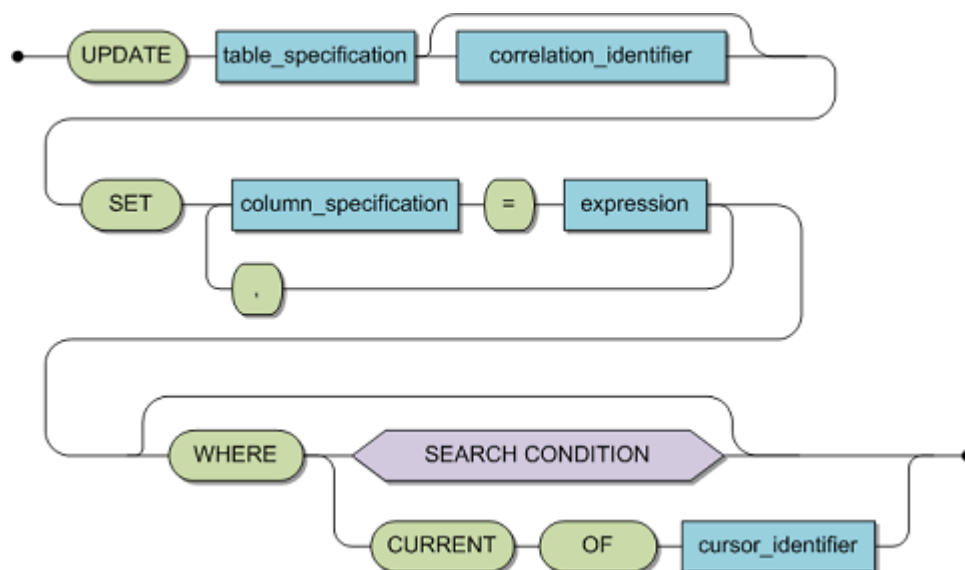 UPDATE table_specification correlation_identifier
SET column_specification = expression
,
WHERE SEARCH CONDITION
CURRENT OF cursor_identifier